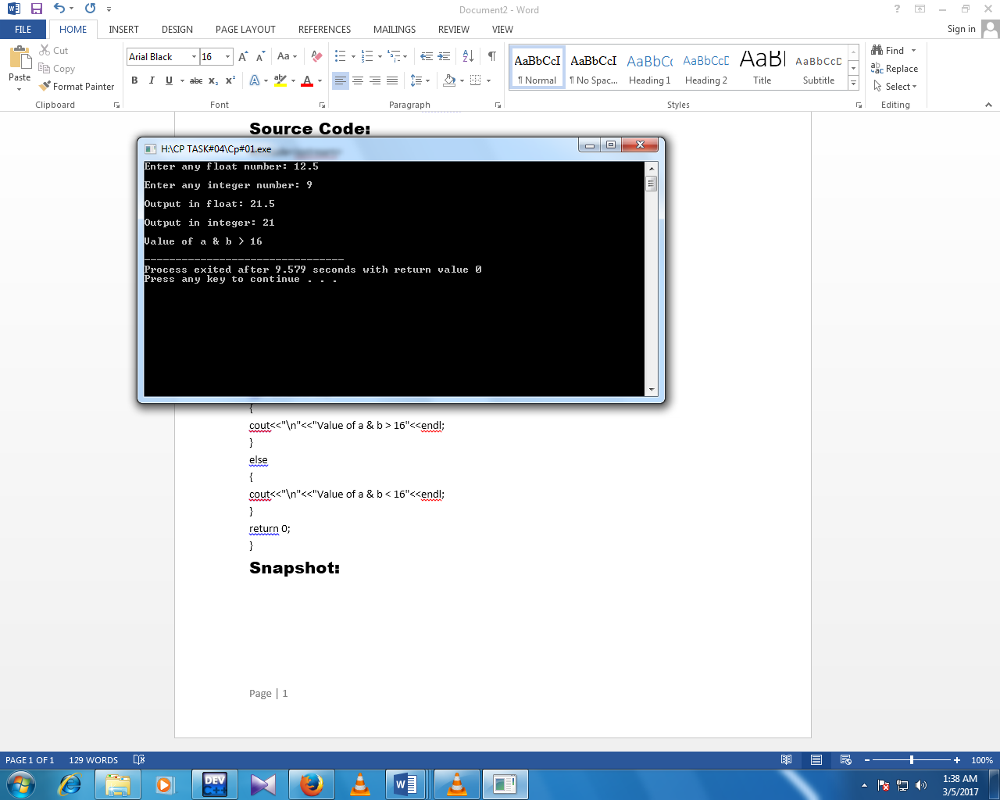 Document2 - Word
FILE HOME INSERT DESIGN PAGE LAYOUT REFERENCES MAILINGS REVIEW VIEW Sign in
Paste
Cut
Copy
Format Painter
Clipboard
Arial Black 16
Font
Paragraph
AaBbCcI AaBbCcI AaBbCc AaBbCcD AaBl AaBbCcD
¶ Normal ¶ No Spac... Heading 1 Heading 2 Title Subtitle
Styles
Find
Replace
Select
Editing
Source Code:
H:\CP TASK#04\Cp#01.exe
Enter any float number: 12.5
Enter any integer number: 9
Output in float: 21.5
Output in integer: 21
Value of a & b > 16
--------------------------------
Process exited after 9.579 seconds with return value 0
Press any key to continue . . .
{
cout<<"\n"<<"Value of a & b > 16"<<endl;
}
else
{
cout<<"\n"<<"Value of a & b < 16"<<endl;
}
return 0;
}
Snapshot:
Page | 1
PAGE 1 OF 1 129 WORDS 100%
DEV C++
1:38 AM
3/5/2017